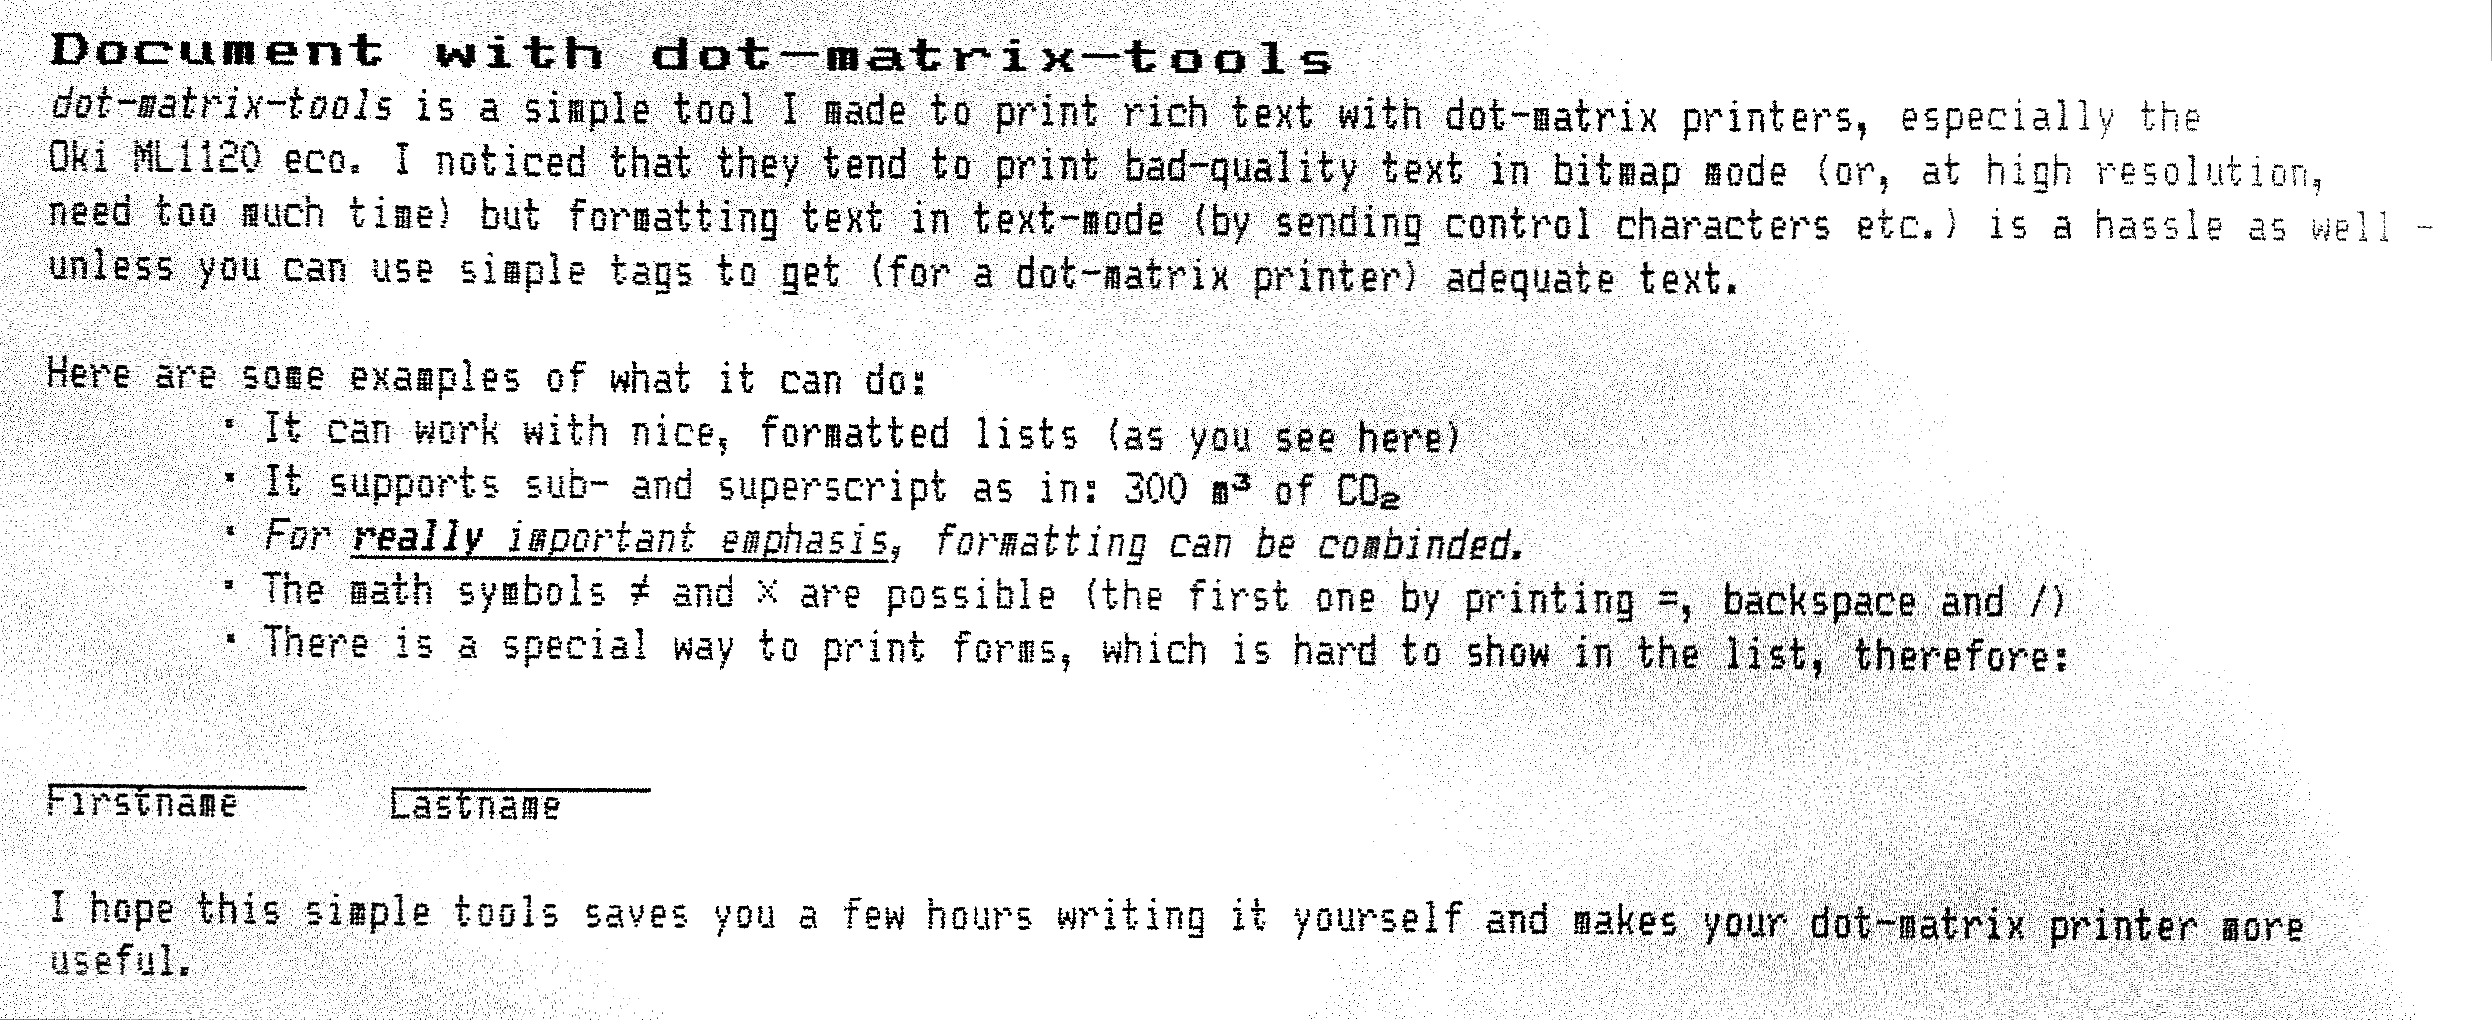 Document with dot-matrix-tools
dot-matrix-tools is a simple tool I made to print rich text with dot-matrix printers, especially the
Oki ML1120 eco. I noticed that they tend to print bad-quality text in bitmap mode (or, at high resolution,
need too much time) but formatting text in text-mode (by sending control characters etc.) is a hassle as well -
unless you can use simple tags to get (for a dot-matrix printer) adequate text.
Here are some examples of what it can do:
· It can work with nice, formatted lists (as you see here)
· It supports sub- and superscript as in: 300 m³ of CO₂
· For really important emphasis, formatting can be combinded.
· The math symbols ≠ and × are possible (the first one by printing =, backspace and /)
· There is a special way to print forms, which is hard to show in the list, therefore:
Firstname Lastname
I hope this simple tools saves you a few hours writing it yourself and makes your dot-matrix printer more
useful.